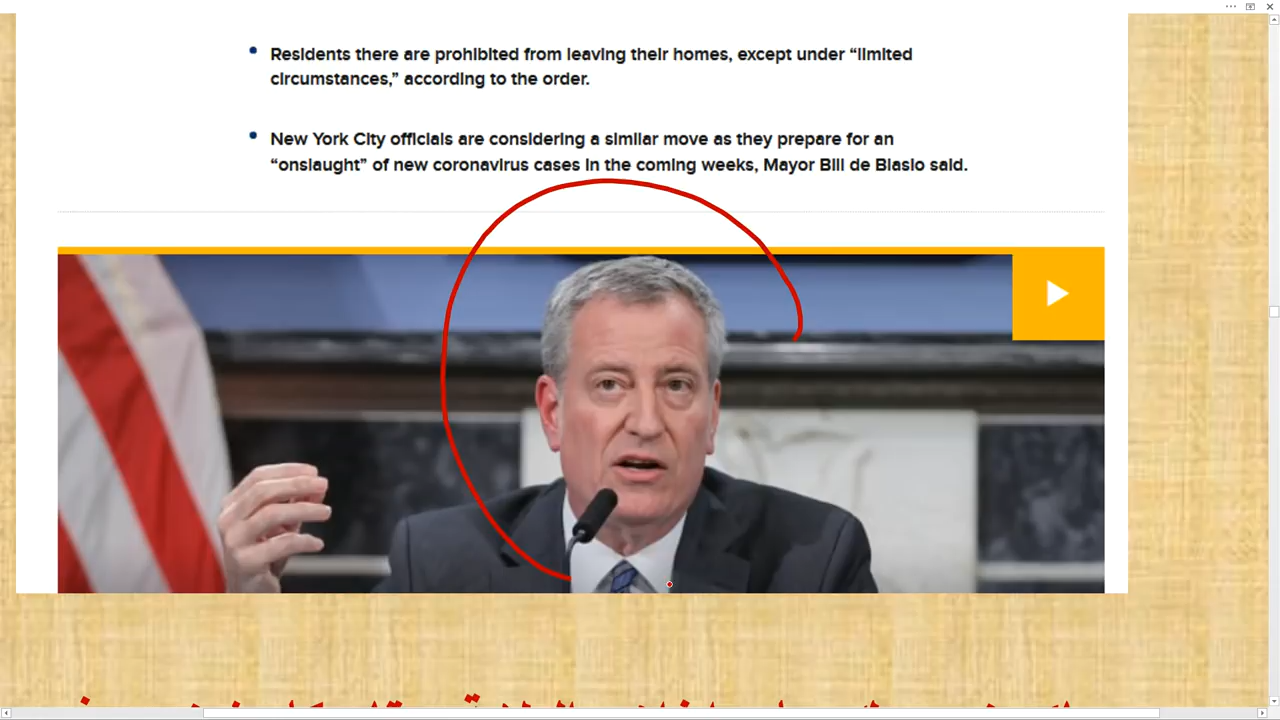 Residents there are prohibited from leaving their homes, except under “limited
circumstances,” according to the order.
New York City officials are considering a similar move as they prepare for an
“onslaught” of new coronavirus cases in the coming weeks, Mayor Bill de Blasio said.